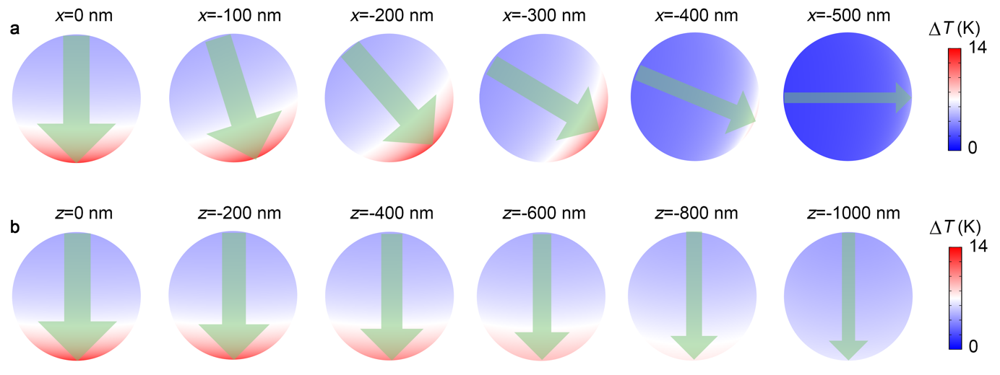 x=0 nm x=-100 nm x=-200 nm x=-300 nm x=-400 nm x=-500 nm
a
ΔT (K)
14
0
z=0 nm z=-200 nm z=-400 nm z=-600 nm z=-800 nm z=-1000 nm
b
ΔT (K)
14
0